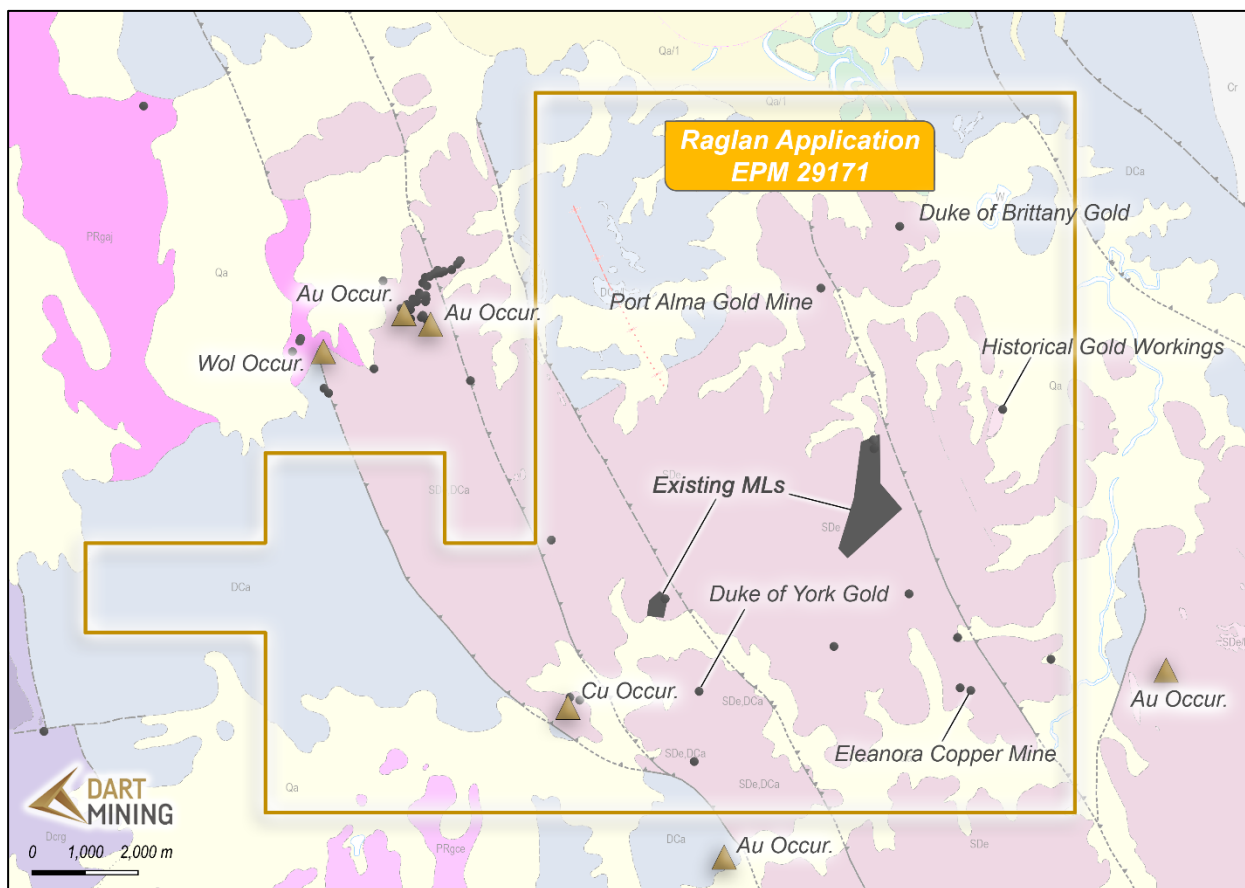 Qa/1
Cr
Qa/1
Raglan Application
EPM 29171
DCa
W
Duke of Brittany Gold
PRgaj
Qa
Au Occur.
Port Alma Gold Mine
Au Occur.
Historical Gold Workings
Wol Occur.
Qa
Existing MLs
SDe,DCa
SDe
DCa
Duke of York Gold
SDe/
Cu Occur.
SDe,DCa
Au Occur.
Eleanora Copper Mine
SDe,DCa
SDe,DCa
Qa
DART
MINING
Dcrg
PRgce
DCa
Au Occur.
SDe
0 1,000 2,000 m